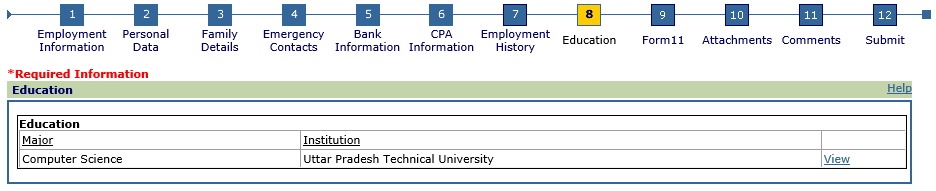 1 2 3 4 5 6 7 8 9 10 11 12
Employment Personal Family Emergency Bank CPA Employment Education Form11 Attachments Comments Submit
Information Data Details Contacts Information Information History
*Required Information
Education Help
Education
Major Institution
Computer Science Uttar Pradesh Technical University View